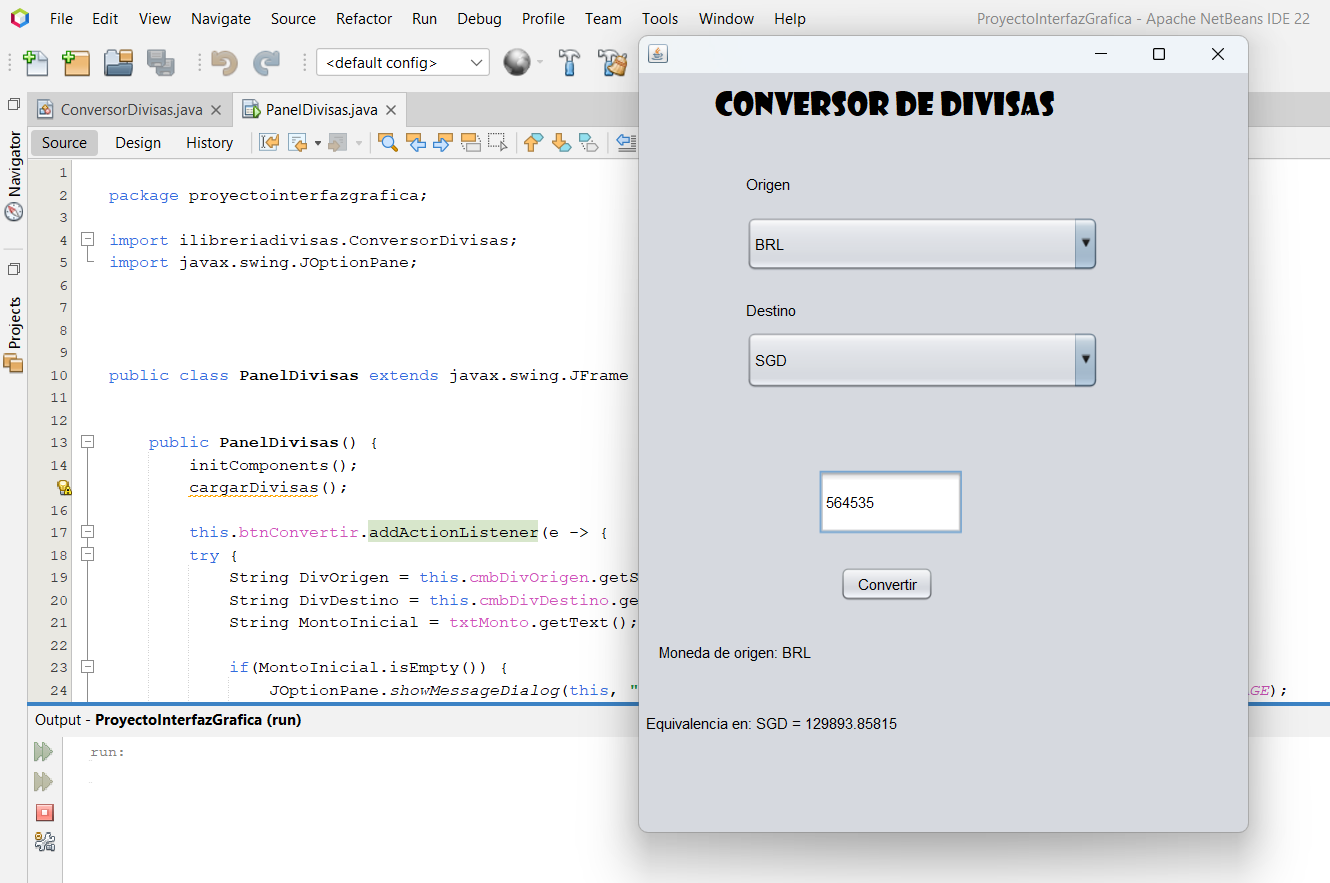 File Edit View Navigate Source Refactor Run Debug Profile Team Tools Window Help
ProyectoInterfazGrafica - Apache NetBeans IDE 22
<default config>
ConversorDivisas.java
PanelDivisas.java
Source Design History
Navigator
Projects
1
2 package proyectointerfazgrafica;
3
4 import ilibreriadivisas.ConversorDivisas;
5 import javax.swing.JOptionPane;
6
7
8
9
10 public class PanelDivisas extends javax.swing.JFrame
11
12
13 public PanelDivisas() {
14 initComponents();
cargarDivisas();
16
17 this.btnConvertir.addActionListener(e -> {
18 try {
19 String DivOrigen = this.cmbDivOrigen.getS
20 String DivDestino = this.cmbDivDestino.ge
21 String MontoInicial = txtMonto.getText();
22
23 if(MontoInicial.isEmpty()) {
24 JOptionPane.showMessageDialog(this, "
GE);
Output - ProyectoInterfazGrafica (run)
run:
CONVERSOR DE DIVISAS
Origen
BRL
Destino
SGD
564535
Convertir
Moneda de origen: BRL
Equivalencia en: SGD = 129893.85815